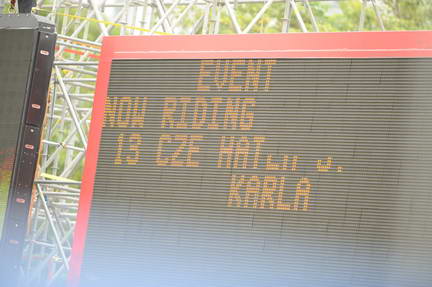 EVENT
NOW RIDING
13 CZE J.
KARLA